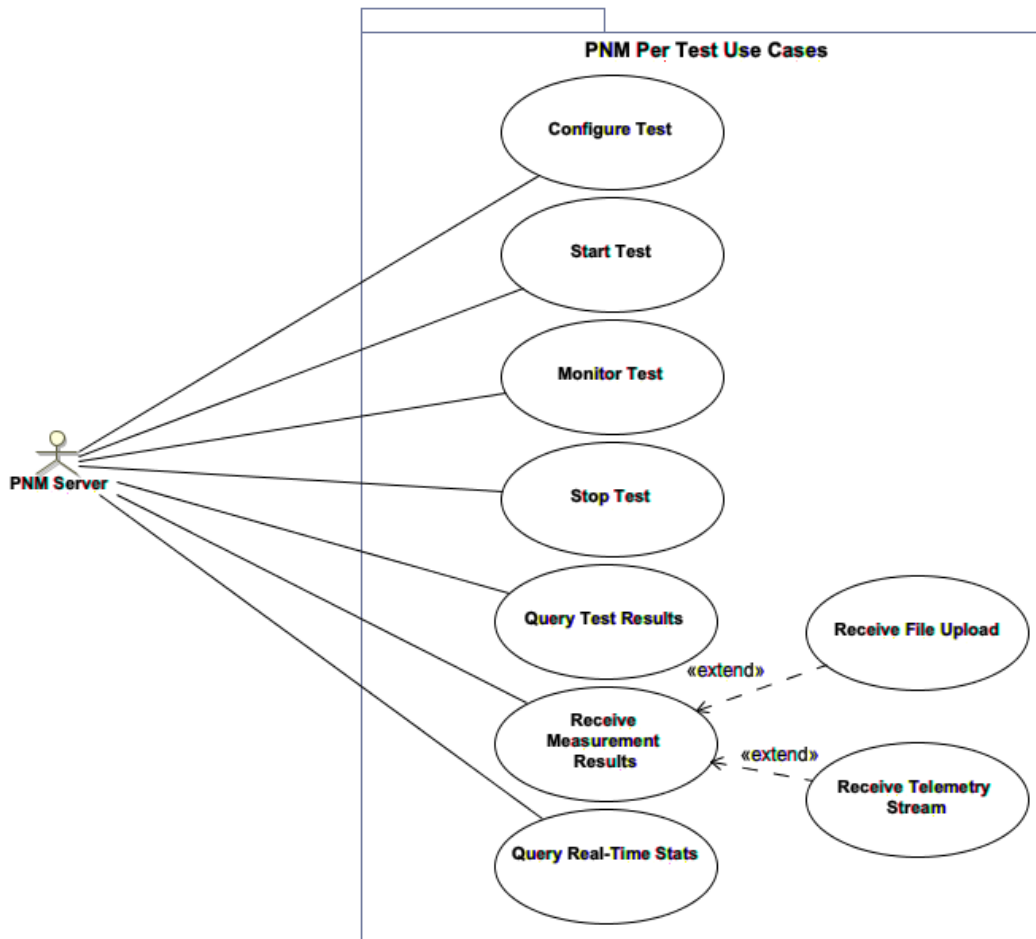 PNM Per Test Use Cases
Configure Test
Start Test
Monitor Test
PNM Server
Stop Test
Query Test Results
Receive File Upload
«extend»
Receive
Measurement
Results
«extend»
Receive Telemetry
Stream
Query Real-Time Stats